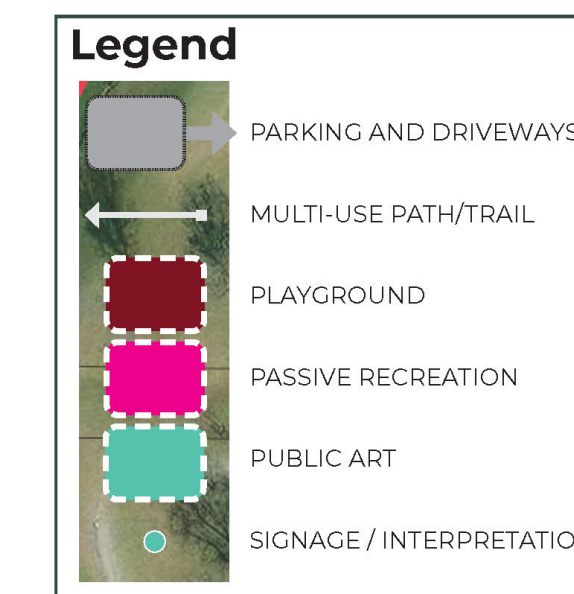 Legend
PARKING AND DRIVEWAYS
MULTI-USE PATH/TRAIL
PLAYGROUND
PASSIVE RECREATION
PUBLIC ART
SIGNAGE / INTERPRETATIO